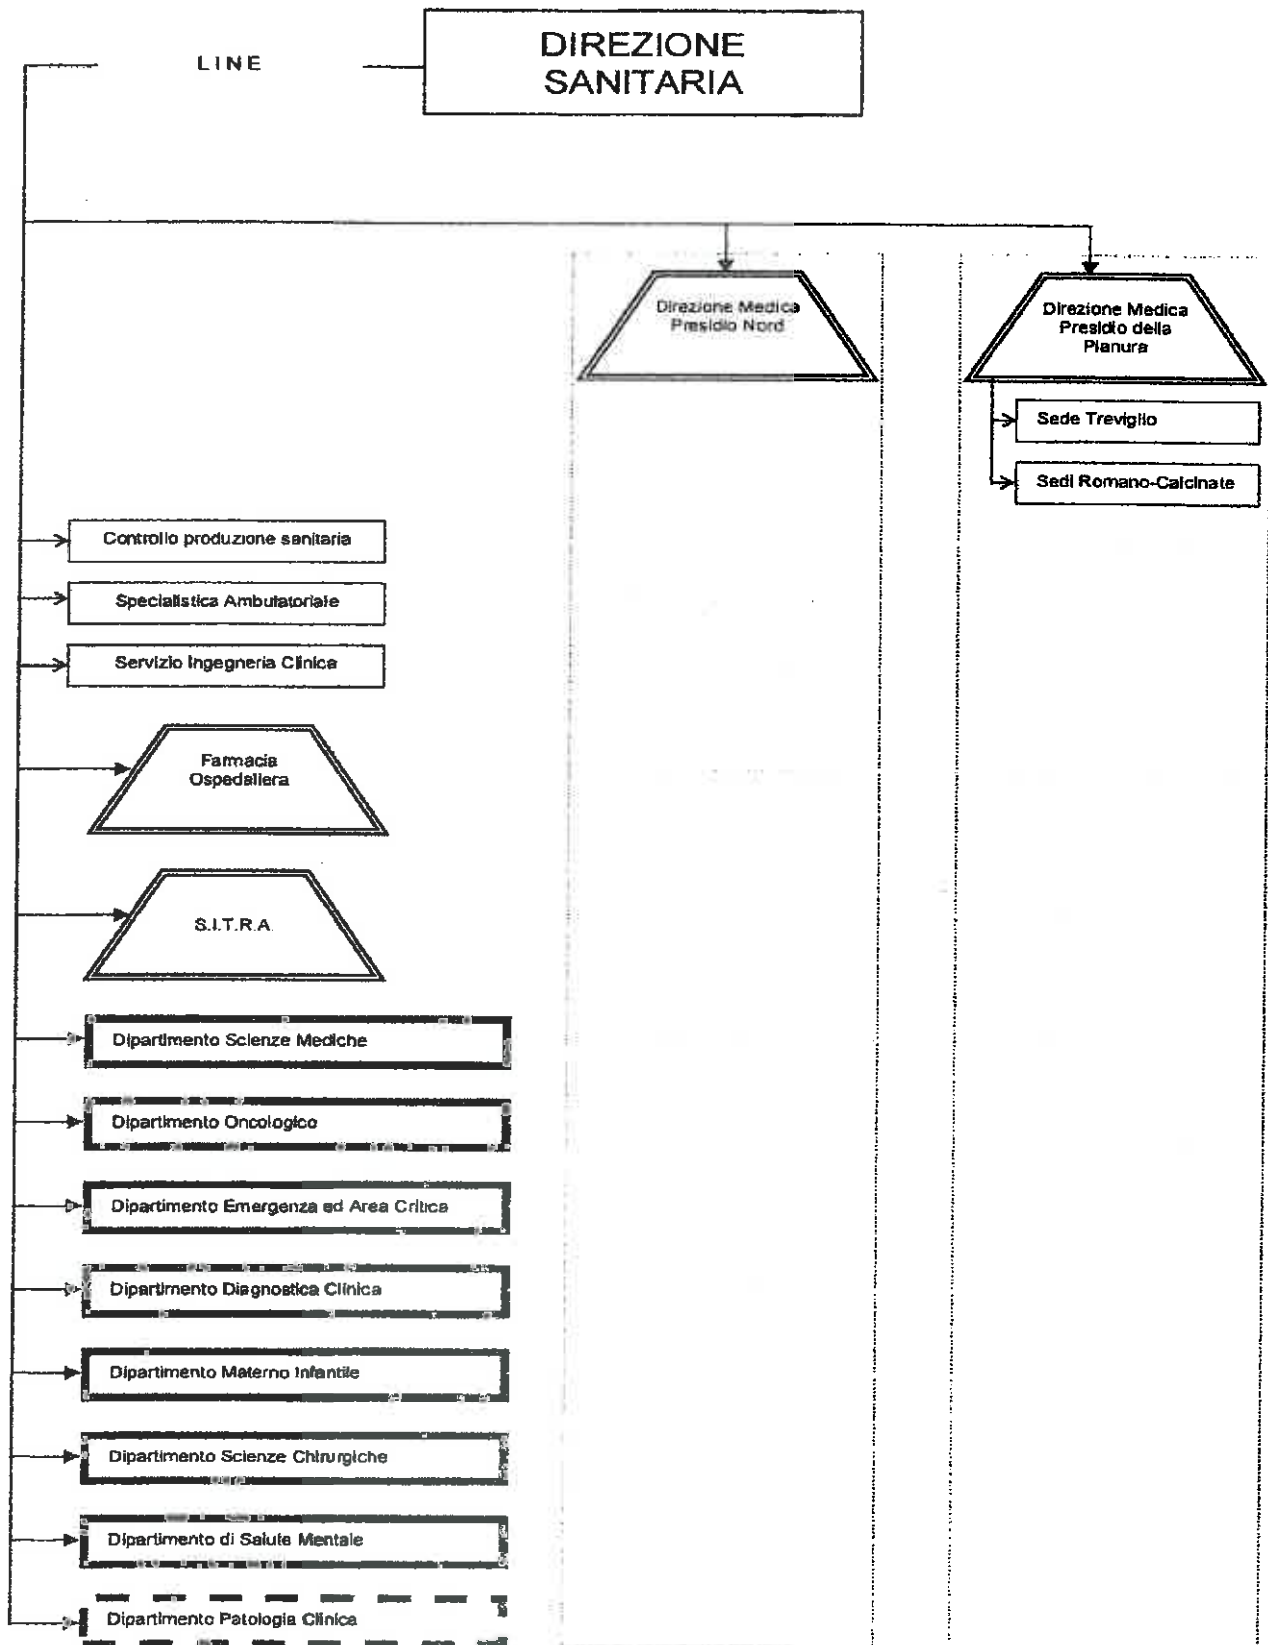 LINE
DIREZIONE
SANITARIA
Direzione Medica
Presidio Nord
Direzione Medica
Presidio della
Pianura
Sede Treviglio
Sedi Romano-Calcinate
Controllo produzione sanitaria
Specialistica Ambulatoriale
Servizio Ingegneria Clinica
Farmacia
Ospedaliera
S.I.T.R.A.
Dipartimento Scienze Mediche
Dipartimento Oncologico
Dipartimento Emergenza ed Area Critica
Dipartimento Diagnostica Clinica
Dipartimento Materno Infantile
Dipartimento Scienze Chirurgiche
Dipartimento di Salute Mentale
Dipartimento Patologia Clinica